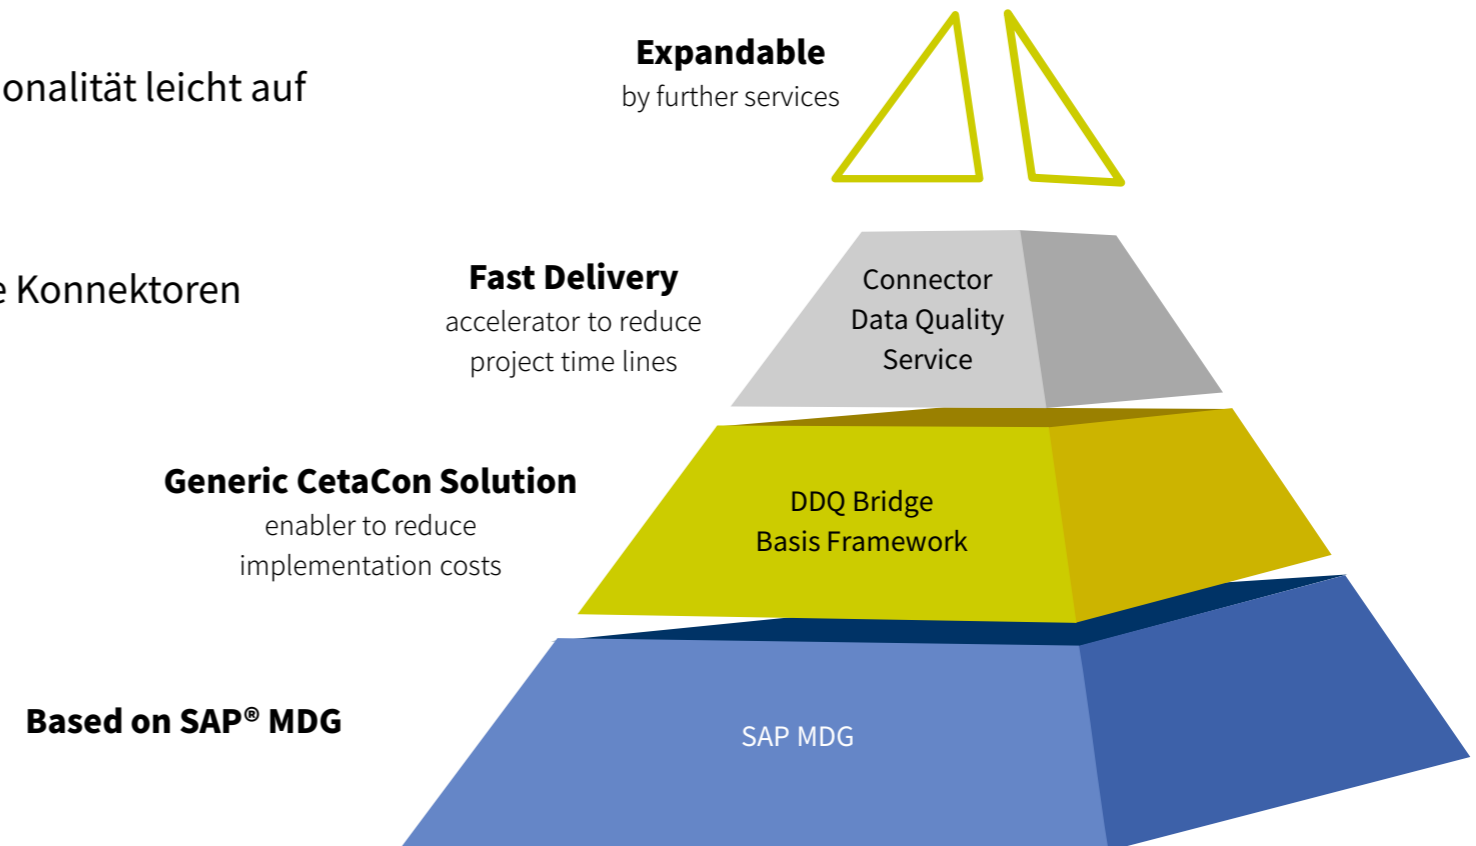 Expandable
by further services
onalität leicht auf
Fast Delivery
accelerator to reduce
project time lines
Connector
Data Quality
Service
e Konnektoren
Generic CetaCon Solution
enabler to reduce
implementation costs
DDQ Bridge
Basis Framework
Based on SAP® MDG
SAP MDG